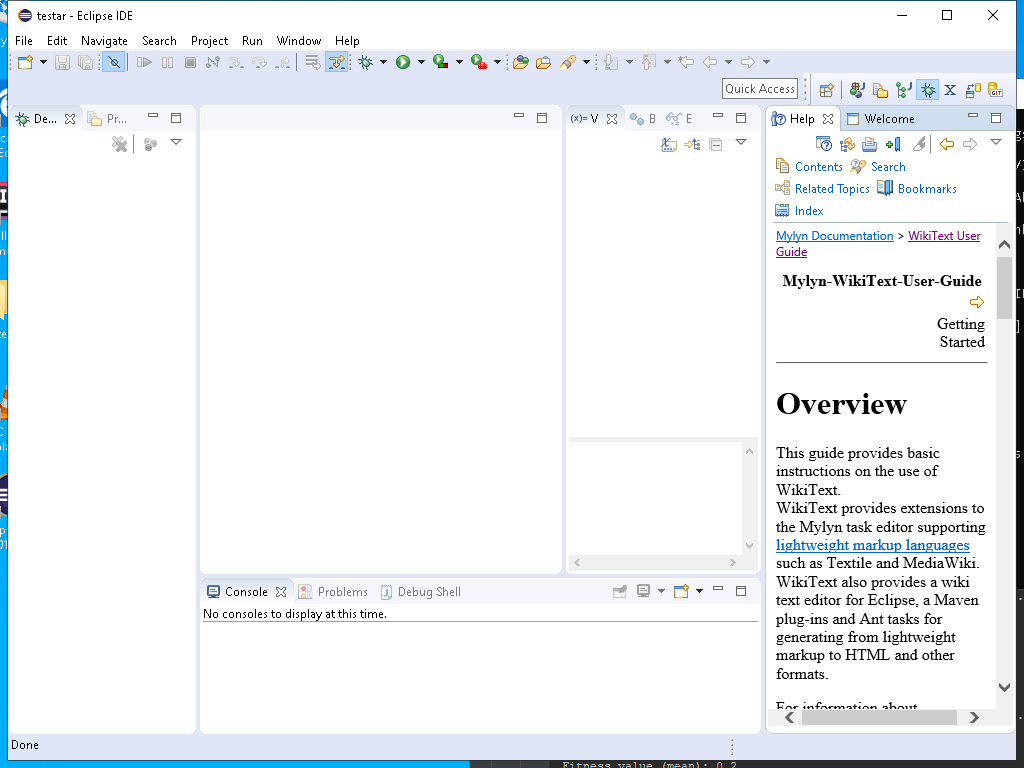 testar - Eclipse IDE
File Edit Navigate Search Project Run Window Help
Quick Access
De... Pr... (x)= V B E Help Welcome
Contents Search
Related Topics Bookmarks
Index
Mylyn Documentation > WikiText User
Guide
Mylyn-WikiText-User-Guide
Getting
Started
Overview
This guide provides basic
instructions on the use of
WikiText.
WikiText provides extensions to
the Mylyn task editor supporting
lightweight markup languages
such as Textile and MediaWiki.
WikiText also provides a wiki
text editor for Eclipse, a Maven
plug-ins and Ant tasks for
generating from lightweight
markup to HTML and other
formats.
For information about
Console Problems Debug Shell
No consoles to display at this time.
Done
Fitness value (mean): 0.2